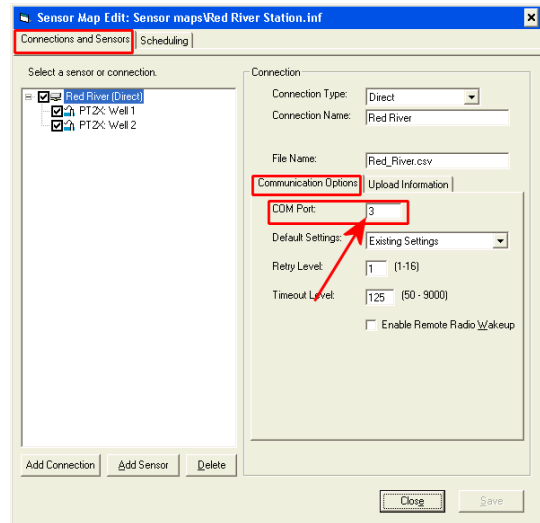 Sensor Map Edit: Sensor maps\Red River Station.inf
Connections and Sensors
Scheduling
Select a sensor or connection.
Red River (Direct)
PT2X: Well 1
PT2X: Well 2
Add Connection
Add Sensor
Delete
Connection
Connection Type: Direct
Connection Name: Red River
File Name: Red_River.csv
Communication Options
Upload Information
COM Port: 3
Default Settings: Existing Settings
Retry Level: 1 (1-16)
Timeout Level: 125 (50 - 9000)
Enable Remote Radio Wakeup
Close
Save